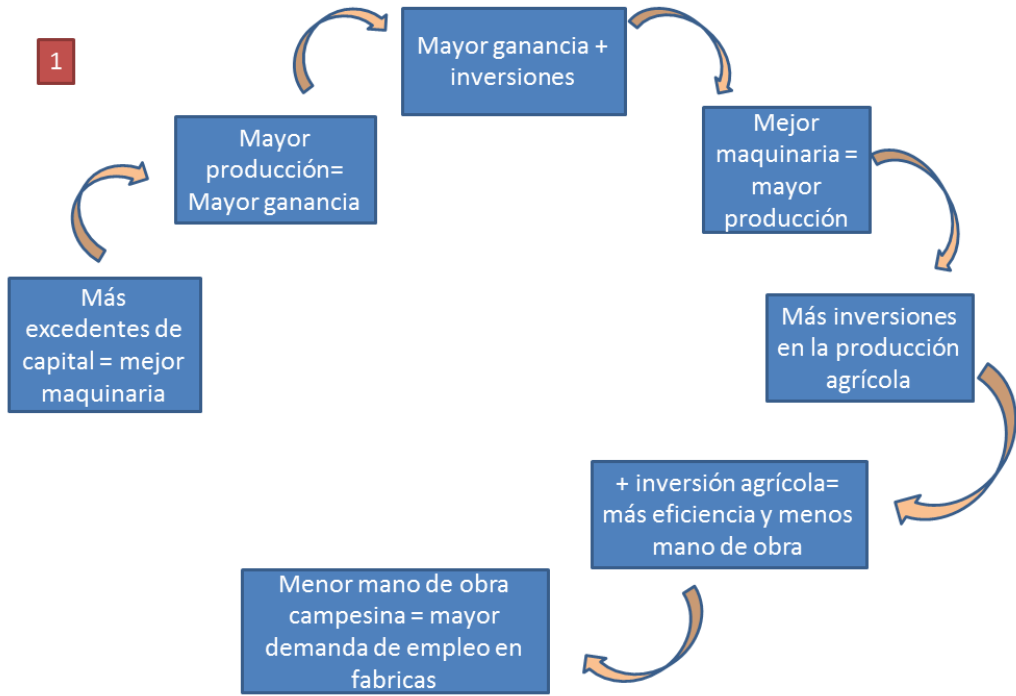 1
Más
excedentes de
capital = mejor
maquinaria
Mayor
producción=
Mayor ganancia
Mayor ganancia +
inversiones
Mejor
maquinaria =
mayor
producción
Más inversiones
en la producción
agrícola
+ inversión agrícola=
más eficiencia y menos
mano de obra
Menor mano de obra
campesina = mayor
demanda de empleo en
fabricas